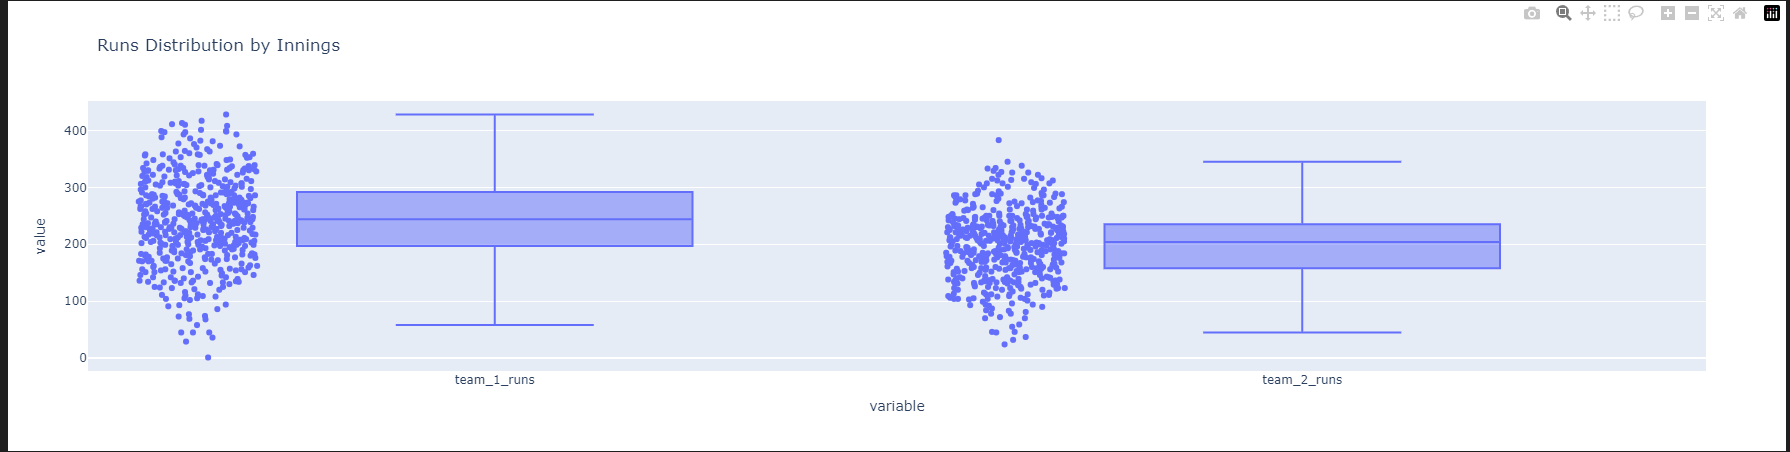 Runs Distribution by Innings
value
400
300
200
100
0
team_1_runs
team_2_runs
variable